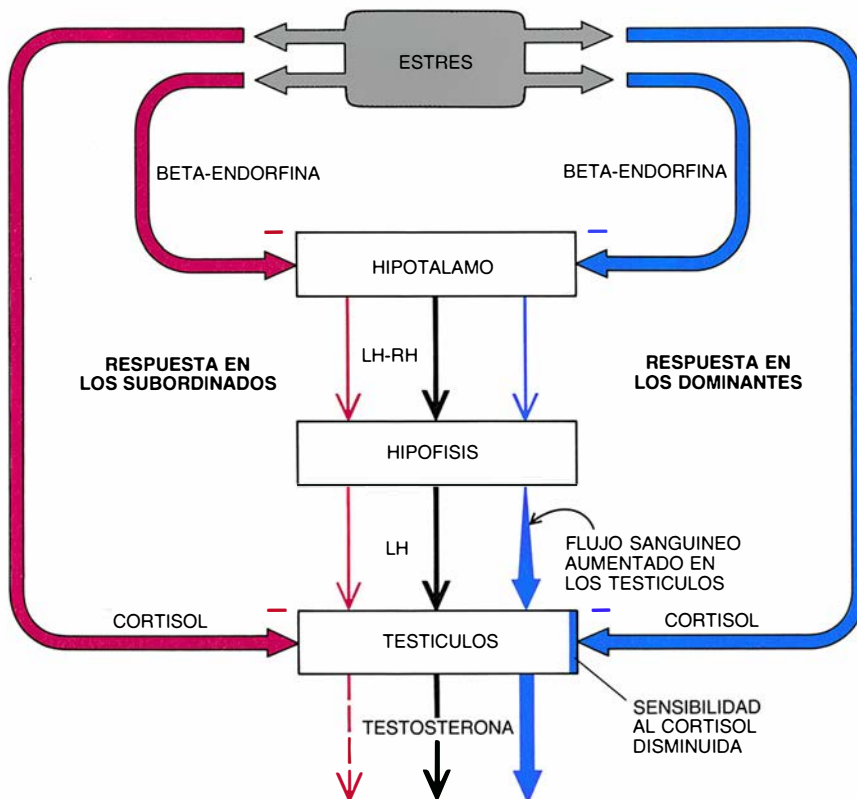 ESTRES
BETA-ENDORFINA
BETA-ENDORFINA
HIPOTALAMO
LH-RH
RESPUESTA EN
LOS SUBORDINADOS
RESPUESTA EN
LOS DOMINANTES
HIPOFISIS
LH
FLUJO SANGUINEO
AUMENTADO EN
LOS TESTICULOS
CORTISOL
TESTICULOS
CORTISOL
TESTOSTERONA
SENSIBILIDAD
AL CORTISOL
DISMINUIDA